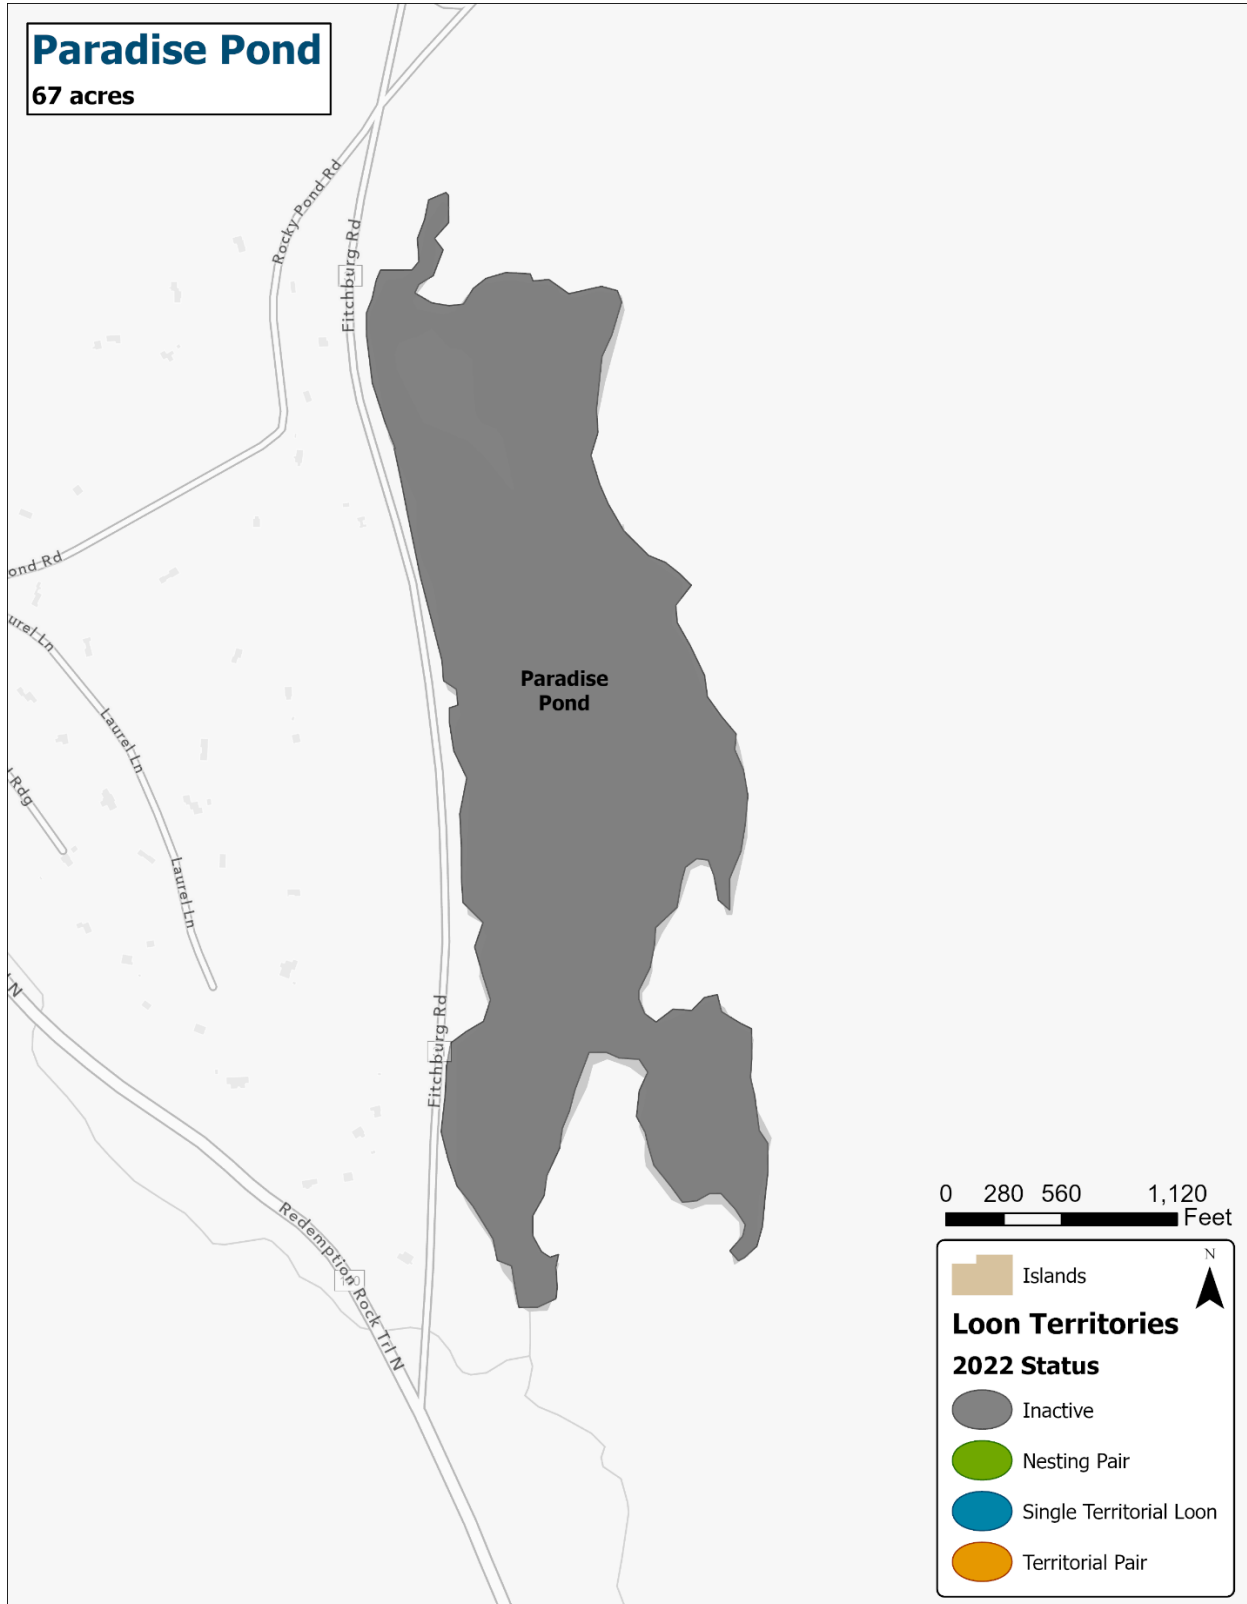 Paradise Pond
67 acres
Rocky Pond Rd
Fitchburg Rd
ond Rd
urel Ln
Laurel Ln
Rdg
Laurel Ln
Paradise
Pond
N
Fitchburg Rd
Redemption Rock Trl N
0 280 560 1,120
Feet
N
Islands
Loon Territories
2022 Status
Inactive
Nesting Pair
Single Territorial Loon
Territorial Pair